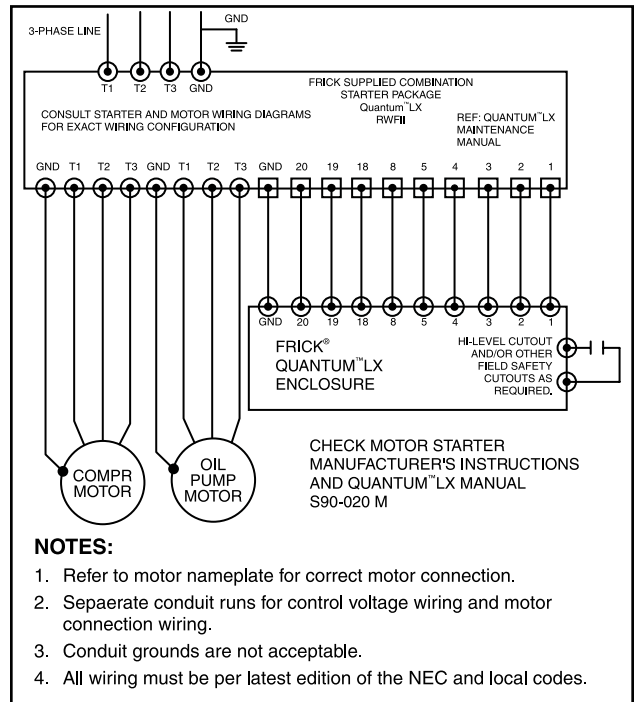 3-PHASE LINE
GND
T1 T2 T3 GND
FRICK SUPPLIED COMBINATION
STARTER PACKAGE
Quantum™LX
RWFII
CONSULT STARTER AND MOTOR WIRING DIAGRAMS
FOR EXACT WIRING CONFIGURATION
REF: QUANTUM™LX
MAINTENANCE
MANUAL
GND T1 T2 T3 GND T1 T2 T3 GND 20 19 18 8 5 4 3 2 1
GND 20 19 18 8 5 4 3 2 1
FRICK®
QUANTUM™LX
ENCLOSURE
HI-LEVEL CUTOUT
AND/OR OTHER
FIELD SAFETY
CUTOUTS AS
REQUIRED.
COMPR
MOTOR
OIL
PUMP
MOTOR
CHECK MOTOR STARTER
MANUFACTURER'S INSTRUCTIONS
AND QUANTUM™LX MANUAL
S90-020 M
NOTES:
1. Refer to motor nameplate for correct motor connection.
2. Sepaerate conduit runs for control voltage wiring and motor
connection wiring.
3. Conduit grounds are not acceptable.
4. All wiring must be per latest edition of the NEC and local codes.